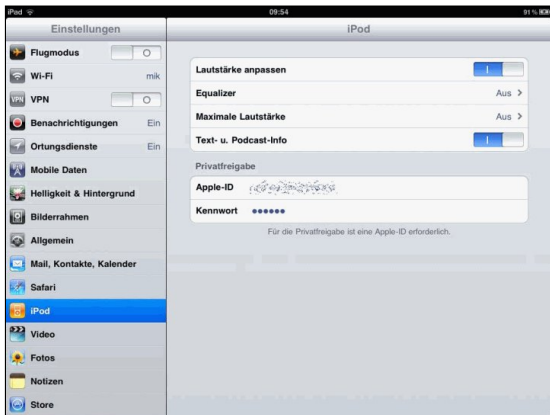 iPad 09:54 91 %
Einstellungen
Flugmodus
Wi-Fi mik
VPN VPN
Benachrichtigungen Ein
Ortungsdienste Ein
Mobile Daten
Helligkeit & Hintergrund
Bilderrahmen
Allgemein
Mail, Kontakte, Kalender
Safari
iPod
Video
Fotos
Notizen
Store
iPod
Lautstärke anpassen
Equalizer Aus
Maximale Lautstärke Aus
Text- u. Podcast-Info
Privatfreigabe
Apple-ID
Kennwort ●●●●●●
Für die Privatfreigabe ist eine Apple-ID erforderlich.